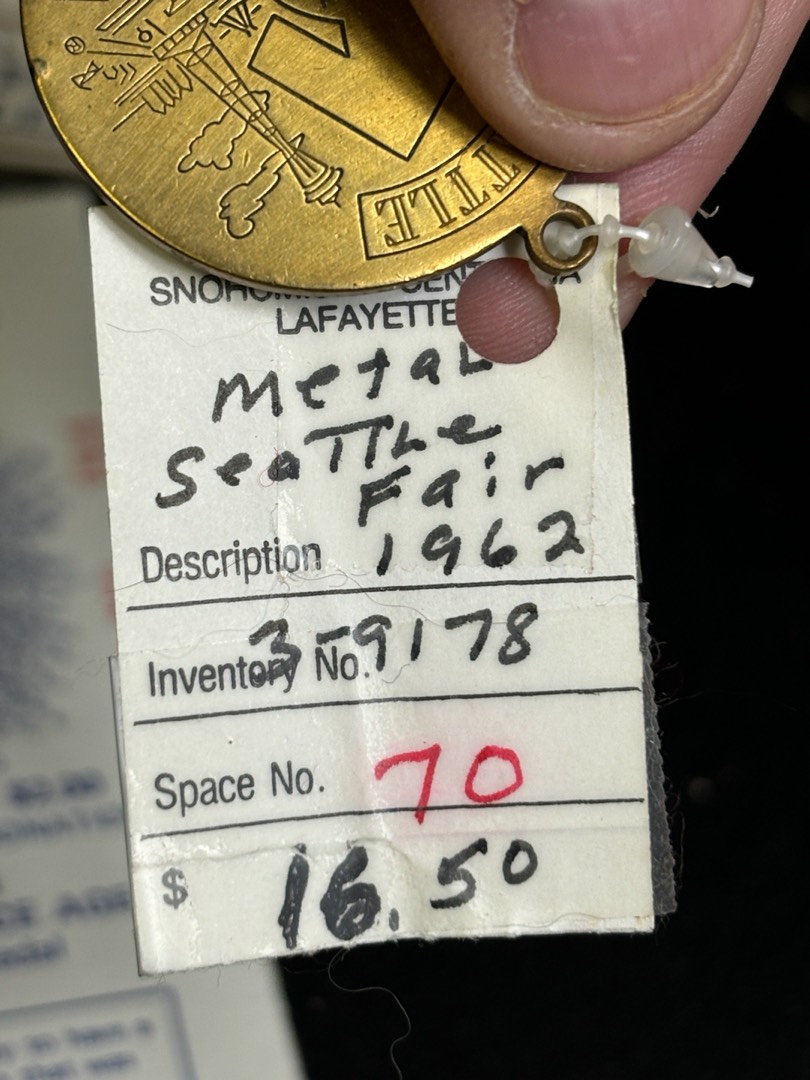 TTLE
LAFAYETTE
Metal
SeaTTLe
Fair
Description 1962
Inventory No. 3-9178
Space No. 70
$ 16.50